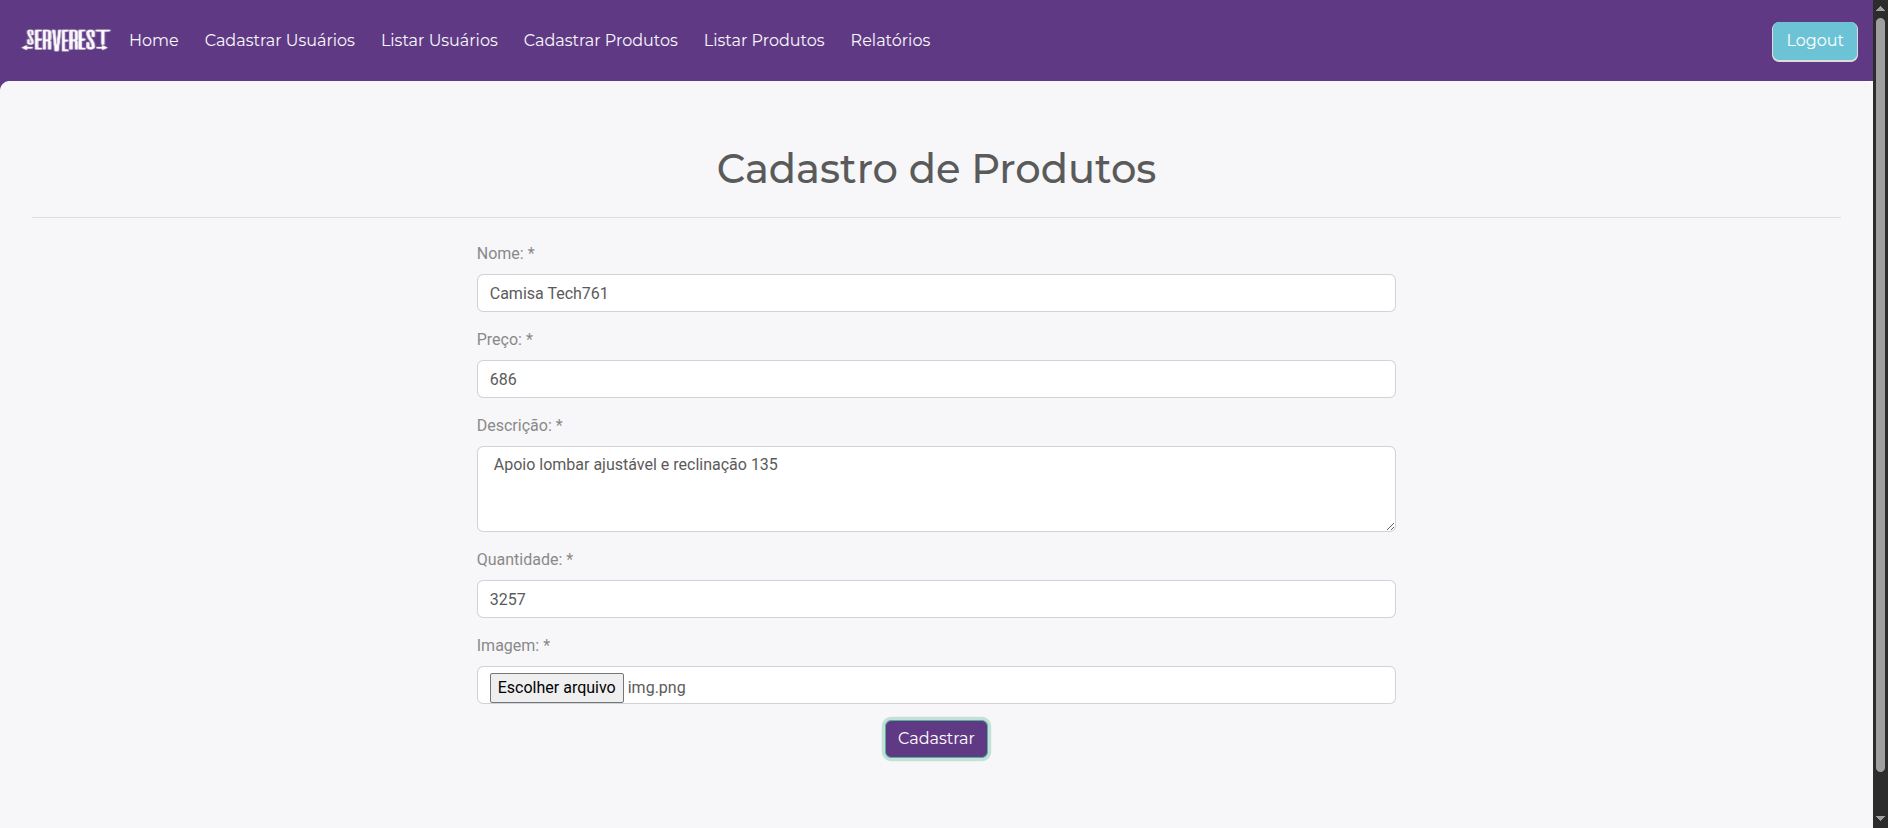 SERVEREST Home Cadastrar Usuários Listar Usuários Cadastrar Produtos Listar Produtos Relatórios Logout
Cadastro de Produtos
Nome: *
Camisa Tech761
Preço: *
686
Descrição: *
Apoio lombar ajustável e reclinação 135
Quantidade: *
3257
Imagem: *
Escolher arquivo img.png
Cadastrar